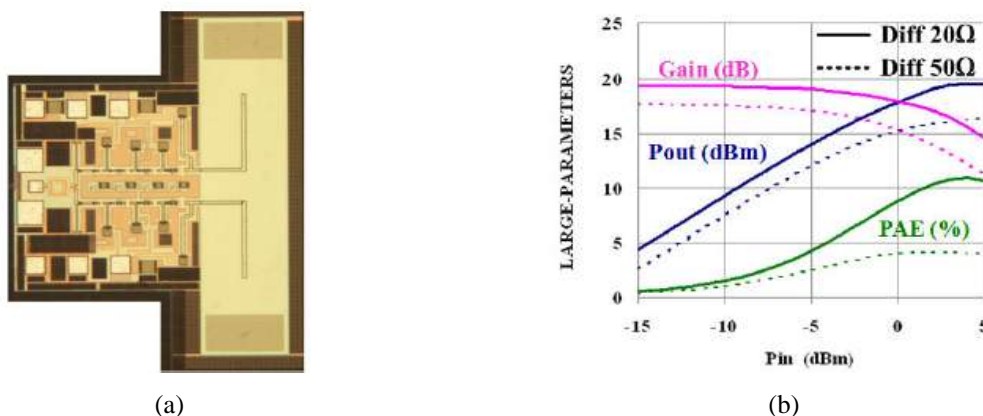 25
20
15
10
5
0
-15
-10
-5
0
5
LARGE-PARAMETERS
Pin (dBm)
Diff 20Ω
Diff 50Ω
Gain (dB)
Pout (dBm)
PAE (%)
(a)
(b)